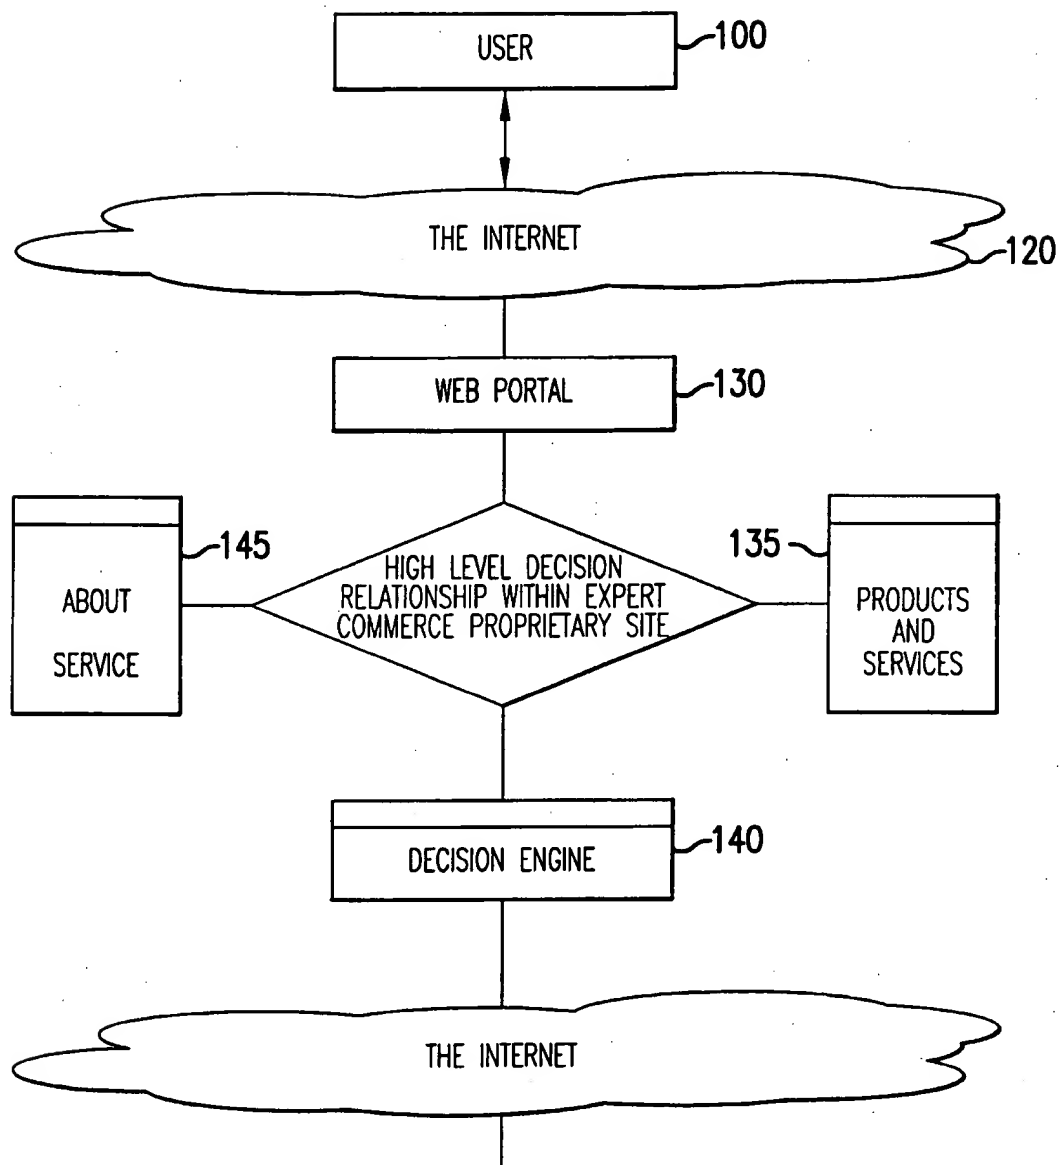 USER
100
THE INTERNET
120
WEB PORTAL
130
145
ABOUT
SERVICE
HIGH LEVEL DECISION
RELATIONSHIP WITHIN EXPERT
COMMERCE PROPRIETARY SITE
135
PRODUCTS
AND
SERVICES
DECISION ENGINE
140
THE INTERNET